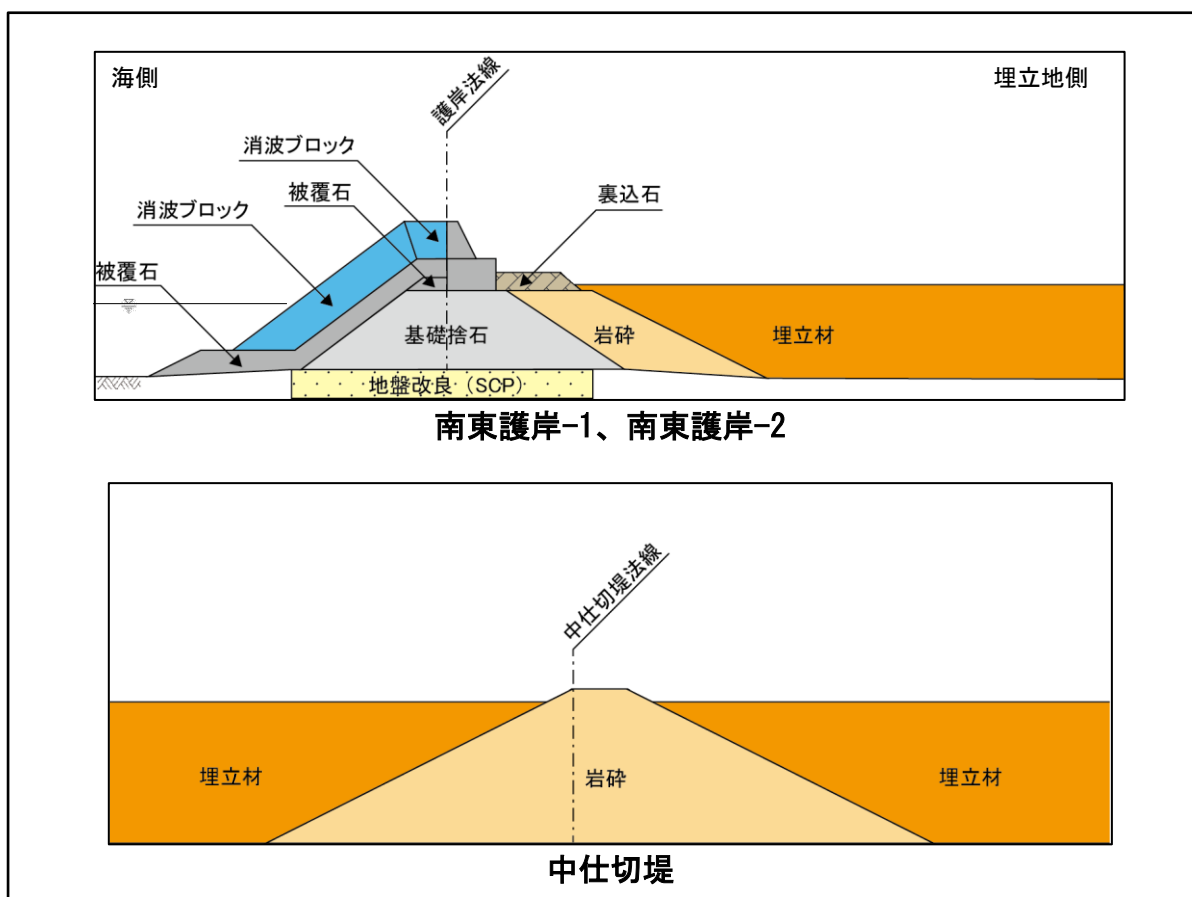 海側
埋立地側
護岸法線
消波ブロック
被覆石
裏込石
消波ブロック
被覆石
基礎捨石
岩砕
埋立材
地盤改良（SCP）
南東護岸-1、南東護岸-2
中仕切堤法線
埋立材
岩砕
埋立材
中仕切堤